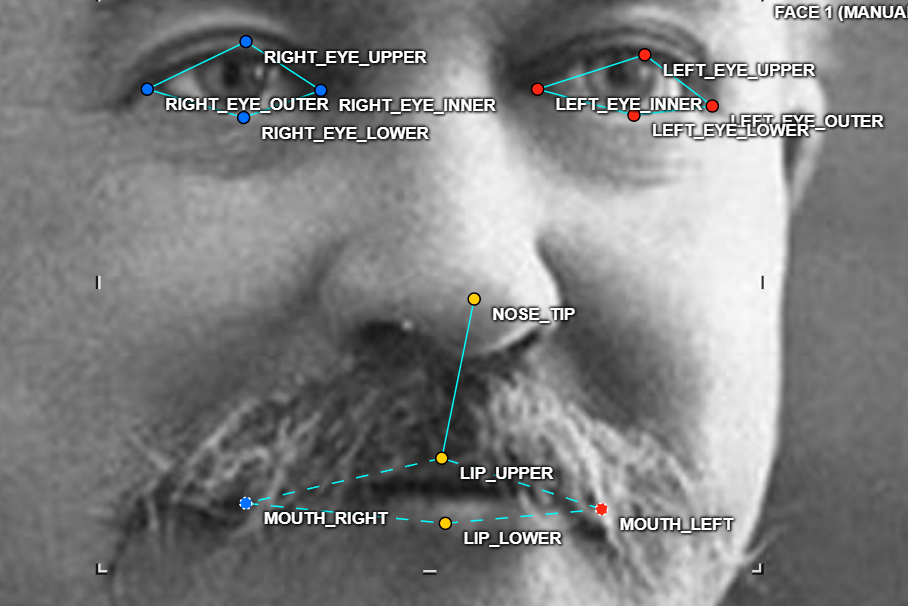 FACE 1 (MANUA
RIGHT_EYE_UPPER
LEFT_EYE_UPPER
RIGHT_EYE_OUTER
RIGHT_EYE_INNER
LEFT_EYE_INNER
LEFT_EYE_OUTER
RIGHT_EYE_LOWER
LEFT_EYE_LOWER
NOSE_TIP
LIP_UPPER
MOUTH_RIGHT
MOUTH_LEFT
LIP_LOWER